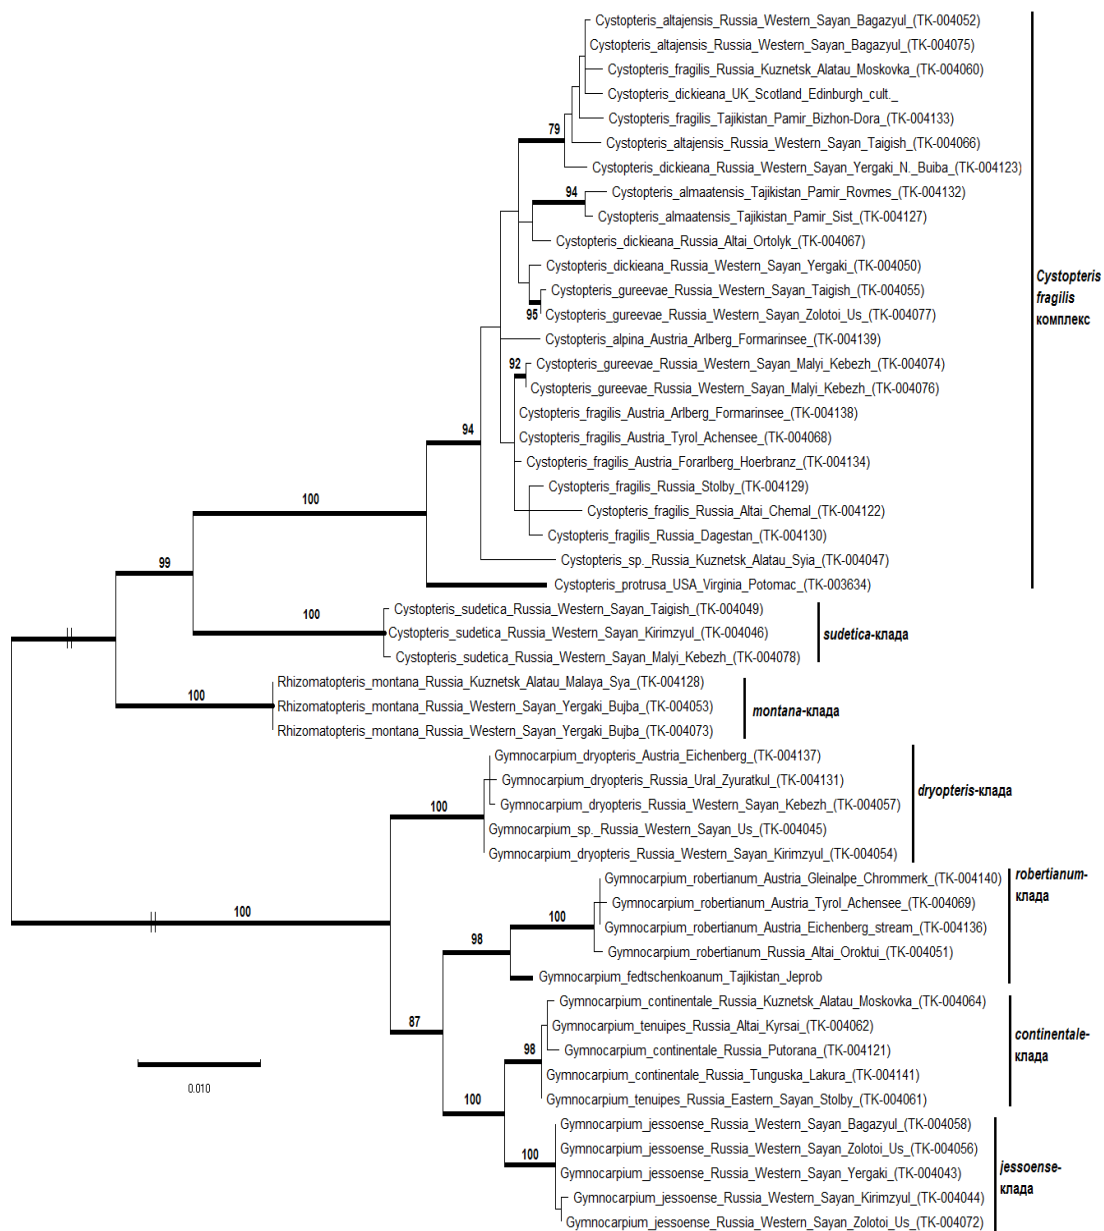 Cystopteris_altajensis_Russia_Western_Sayan_Bagazyul_(TK-004052)
Cystopteris_altajensis_Russia_Western_Sayan_Bagazyul_(TK-004075)
Cystopteris_fragilis_Russia_Kuznetsk_Alatau_Moskovka_(TK-004060)
Cystopteris_dickieana_UK_Scotland_Edinburgh_cult._
Cystopteris_fragilis_Tajikistan_Pamir_Bizhon-Dora_(TK-004133)
79
Cystopteris_altajensis_Russia_Western_Sayan_Taigish_(TK-004066)
Cystopteris_dickieana_Russia_Western_Sayan_Yergaki_N._Buiba_(TK-004123)
94
Cystopteris_almaatensis_Tajikistan_Pamir_Rovmes_(TK-004132)
Cystopteris_almaatensis_Tajikistan_Pamir_Sist_(TK-004127)
Cystopteris_dickieana_Russia_Altai_Ortolyk_(TK-004067)
Cystopteris_dickieana_Russia_Western_Sayan_Yergaki_(TK-004050)
Cystopteris_gureevae_Russia_Western_Sayan_Taigish_(TK-004055)
95
Cystopteris_gureevae_Russia_Western_Sayan_Zolotoi_Us_(TK-004077)
Cystopteris
fragilis
комплекс
Cystopteris_alpina_Austria_Arlberg_Formarinsee_(TK-004139)
92
Cystopteris_gureevae_Russia_Western_Sayan_Malyi_Kebezh_(TK-004074)
Cystopteris_gureevae_Russia_Western_Sayan_Malyi_Kebezh_(TK-004076)
Cystopteris_fragilis_Austria_Arlberg_Formarinsee_(TK-004138)
94
Cystopteris_fragilis_Austria_Tyrol_Achensee_(TK-004068)
Cystopteris_fragilis_Austria_Forarlberg_Hoerbranz_(TK-004134)
Cystopteris_fragilis_Russia_Stolby_(TK-004129)
100
Cystopteris_fragilis_Russia_Altai_Chemal_(TK-004122)
Cystopteris_fragilis_Russia_Dagestan_(TK-004130)
99
Cystopteris_sp._Russia_Kuznetsk_Alatau_Syia_(TK-004047)
Cystopteris_protrusa_USA_Virginia_Potomac_(TK-003634)
100
Cystopteris_sudetica_Russia_Western_Sayan_Taigish_(TK-004049)
Cystopteris_sudetica_Russia_Western_Sayan_Kirimzyul_(TK-004046)
Cystopteris_sudetica_Russia_Western_Sayan_Malyi_Kebezh_(TK-004078)
sudetica-клада
100
Rhizomatopteris_montana_Russia_Kuznetsk_Alatau_Malaya_Sya_(TK-004128)
Rhizomatopteris_montana_Russia_Western_Sayan_Yergaki_Bujba_(TK-004053)
Rhizomatopteris_montana_Russia_Western_Sayan_Yergaki_Bujba_(TK-004073)
montana-клада
Gymnocarpium_dryopteris_Austria_Eichenberg_(TK-004137)
Gymnocarpium_dryopteris_Russia_Ural_Zyuratkul_(TK-004131)
100
Gymnocarpium_dryopteris_Russia_Western_Sayan_Kebezh_(TK-004057)
Gymnocarpium_sp._Russia_Western_Sayan_Us_(TK-004045)
Gymnocarpium_dryopteris_Russia_Western_Sayan_Kirimzyul_(TK-004054)
dryopteris-клада
100
Gymnocarpium_robertianum_Austria_Gleinalpe_Chrommerk_(TK-004140)
Gymnocarpium_robertianum_Austria_Tyrol_Achensee_(TK-004069)
100
Gymnocarpium_robertianum_Austria_Eichenberg_stream_(TK-004136)
98
Gymnocarpium_robertianum_Russia_Altai_Oroktui_(TK-004051)
Gymnocarpium_fedtschenkoanum_Tajikistan_Jeprob
robertianum-
клада
87
Gymnocarpium_continentale_Russia_Kuznetsk_Alatau_Moskovka_(TK-004064)
Gymnocarpium_tenuipes_Russia_Altai_Kyrsai_(TK-004062)
98
Gymnocarpium_continentale_Russia_Putorana_(TK-004121)
Gymnocarpium_continentale_Russia_Tunguska_Lakura_(TK-004141)
Gymnocarpium_tenuipes_Russia_Eastern_Sayan_Stolby_(TK-004061)
continentale-
клада
0.010
100
Gymnocarpium_jessoense_Russia_Western_Sayan_Bagazyul_(TK-004058)
Gymnocarpium_jessoense_Russia_Western_Sayan_Zolotoi_Us_(TK-004056)
100
Gymnocarpium_jessoense_Russia_Western_Sayan_Yergaki_(TK-004043)
Gymnocarpium_jessoense_Russia_Western_Sayan_Kirimzyul_(TK-004044)
Gymnocarpium_jessoense_Russia_Western_Sayan_Zolotoi_Us_(TK-004072)
jessoense-
клада